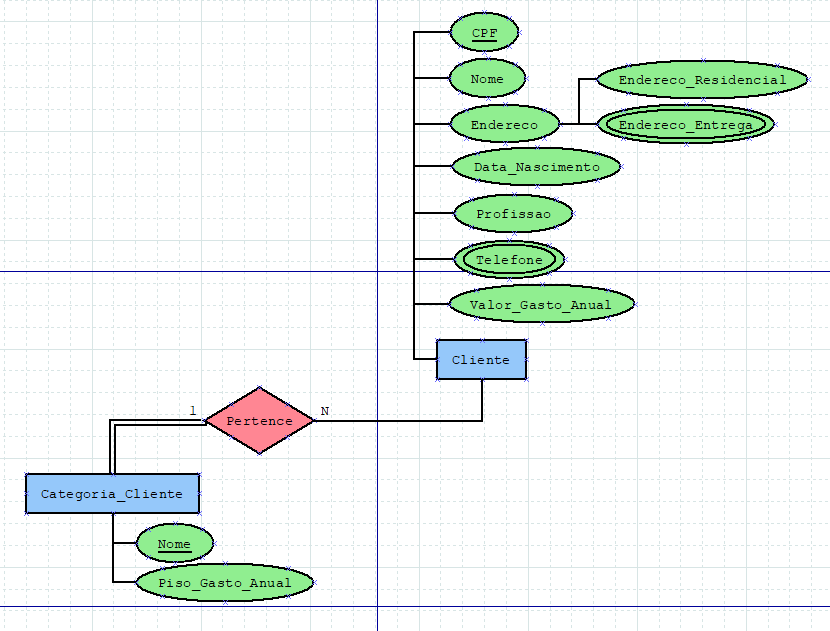 CPF
Nome
Endereco_Residencial
Endereco
Endereco_Entrega
Data_Nascimento
Profissao
Telefone
Valor_Gasto_Anual
Cliente
1
Pertence
N
Categoria_Cliente
Nome
Piso_Gasto_Anual